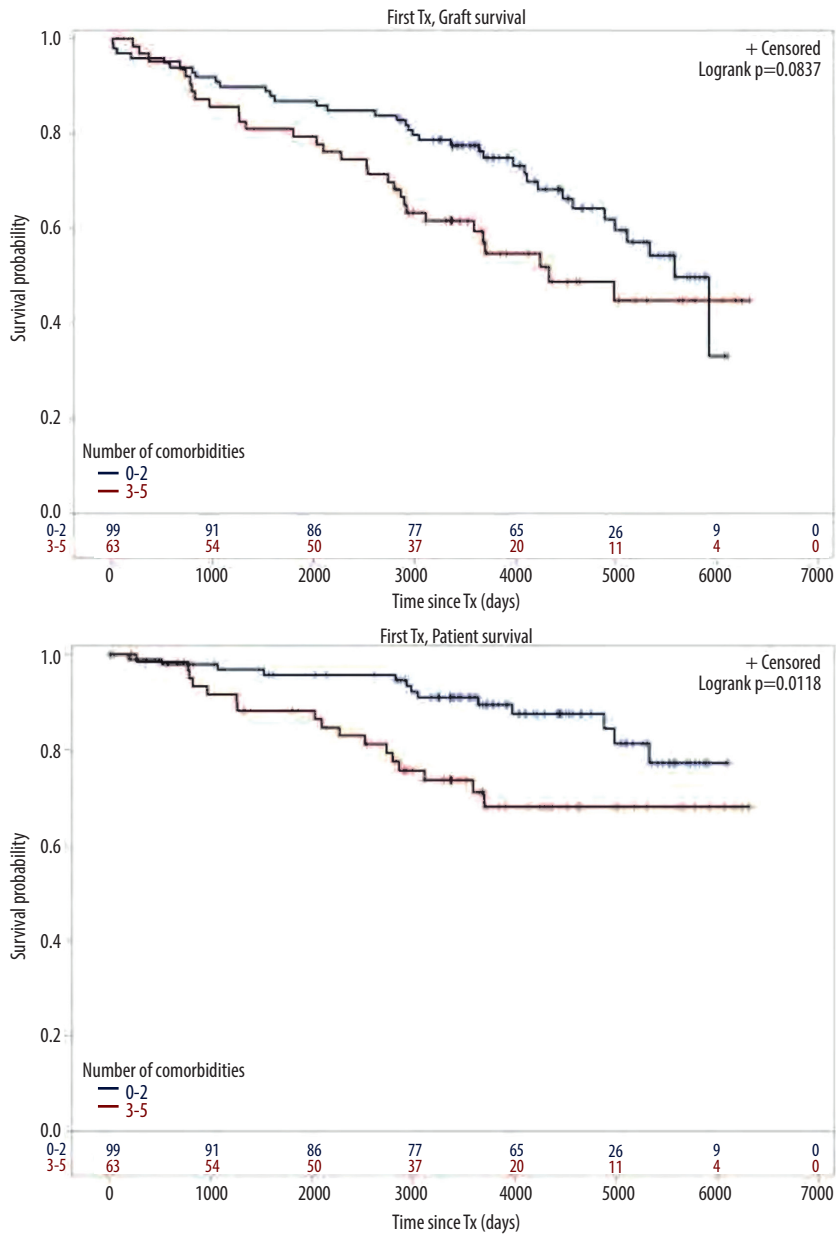 First Tx, Graft survival
1.0
+ Censored
Logrank p=0.0837
0.8
0.6
Survival probability
0.4
0.2
Number of comorbidities
0-2
3-5
0.0
0-2 99 91 86 77 65 26 9 0
3-5 63 54 50 37 20 11 4 0
0 1000 2000 3000 4000 5000 6000 7000
Time since Tx (days)
First Tx, Patient survival
1.0
+ Censored
Logrank p=0.0118
0.8
0.6
Survival probability
0.4
0.2
Number of comorbidities
0-2
3-5
0.0
0-2 99 91 86 77 65 26 9 0
3-5 63 54 50 37 20 11 4 0
0 1000 2000 3000 4000 5000 6000 7000
Time since Tx (days)